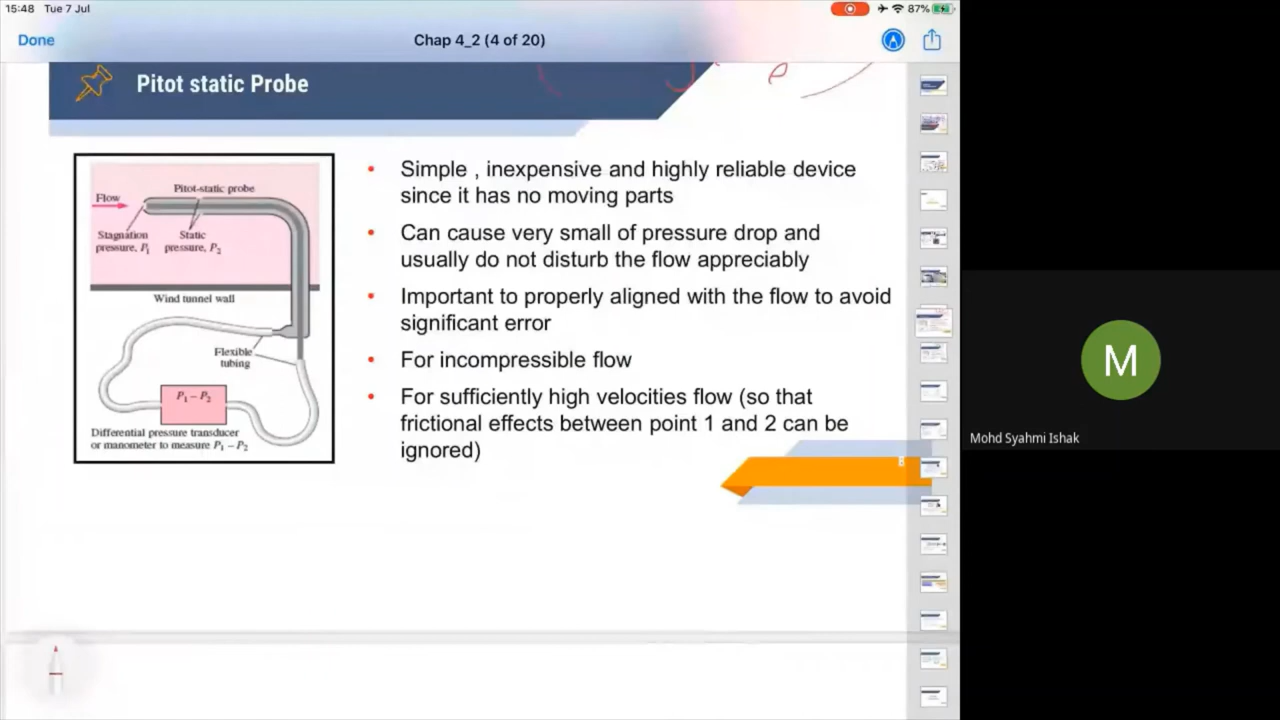 15:48 Tue 7 Jul
87%
Done
Chap 4_2 (4 of 20)
Pitot static Probe
Pitot-static probe
Flow
Stagnation
pressure, P1
Static
pressure, P2
Wind tunnel wall
Flexible
tubing
P1 – P2
Differential pressure transducer
or manometer to measure P1 – P2
• Simple , inexpensive and highly reliable device
since it has no moving parts
• Can cause very small of pressure drop and
usually do not disturb the flow appreciably
• Important to properly aligned with the flow to avoid
significant error
• For incompressible flow
• For sufficiently high velocities flow (so that
frictional effects between point 1 and 2 can be
ignored)
M
Mohd Syahmi Ishak